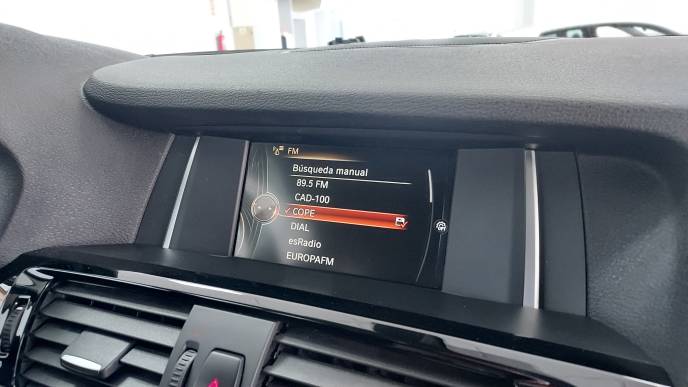 FM
Búsqueda manual
89.5 FM
CAD-100
COPE
DIAL
esRadio
EUROPAFM